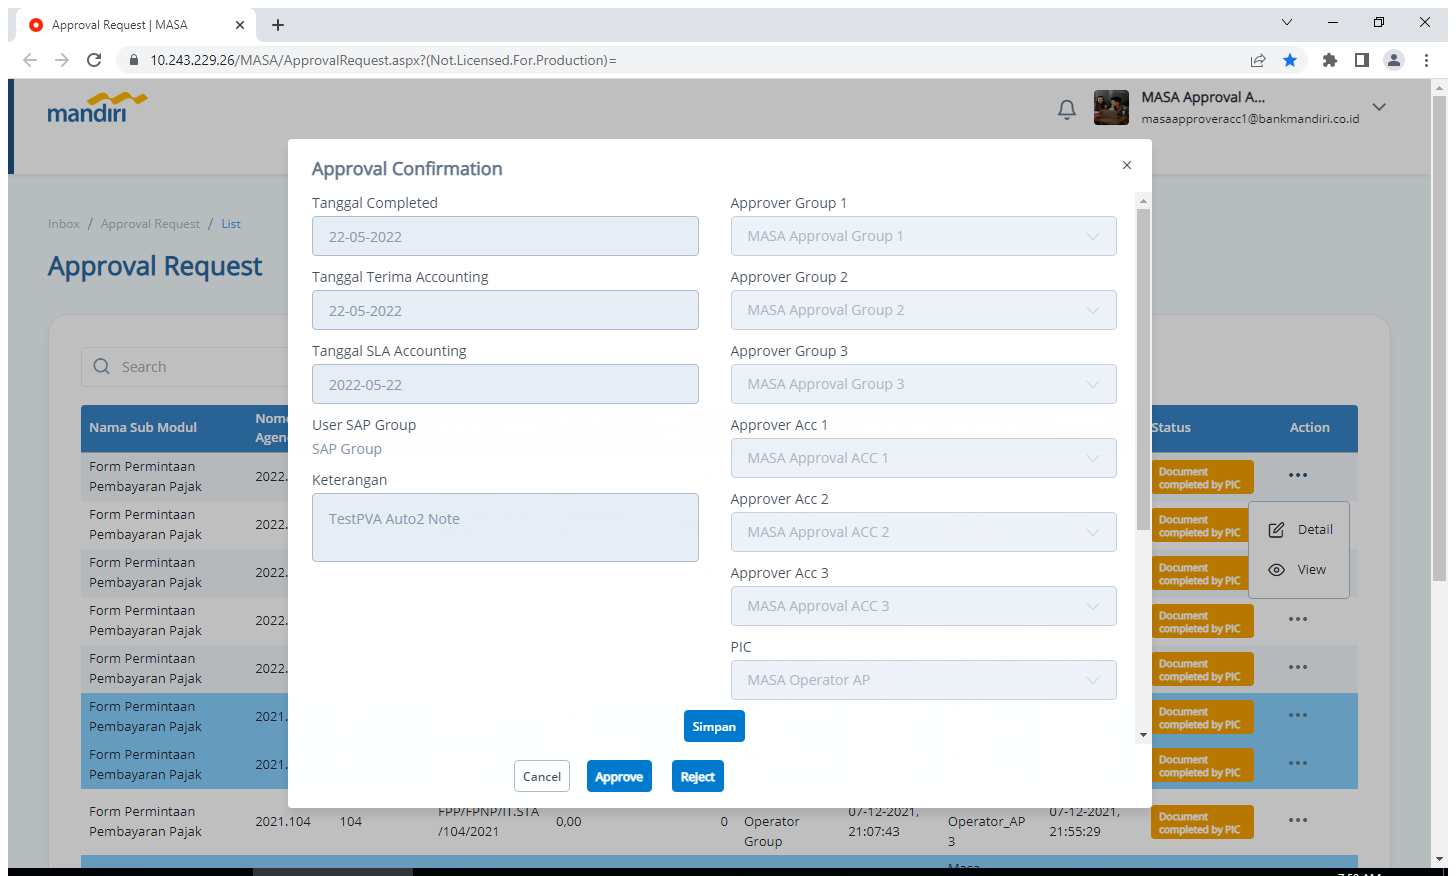 Approval Request | MASA
10.243.229.26/MASA/ApprovalRequest.aspx?(Not.Licensed.For.Production)=
mandiri
MASA Approval A...
masaapproveracc1@bankmandiri.co.id
Inbox / Approval Request / List
Approval Request
Search
Approval Confirmation
Tanggal Completed
22-05-2022
Tanggal Terima Accounting
22-05-2022
Tanggal SLA Accounting
2022-05-22
User SAP Group
SAP Group
Keterangan
TestPVA Auto2 Note
Approver Group 1
MASA Approval Group 1
Approver Group 2
MASA Approval Group 2
Approver Group 3
MASA Approval Group 3
Approver Acc 1
MASA Approval ACC 1
Approver Acc 2
MASA Approval ACC 2
Approver Acc 3
MASA Approval ACC 3
PIC
MASA Operator AP
Simpan
Cancel Approve Reject
Nama Sub Modul
Status
Action
Form Permintaan
Pembayaran Pajak
2022.
Document
completed by PIC
Detail
View
Form Permintaan
Pembayaran Pajak
2022.
Document
completed by PIC
Form Permintaan
Pembayaran Pajak
2022.
Document
completed by PIC
Form Permintaan
Pembayaran Pajak
2022.
Document
completed by PIC
Form Permintaan
Pembayaran Pajak
2022.
Document
completed by PIC
Form Permintaan
Pembayaran Pajak
2021.
Document
completed by PIC
Form Permintaan
Pembayaran Pajak
2021.
Document
completed by PIC
Form Permintaan
Pembayaran Pajak
2021.104
104
FPP/FPNP/IT.STA
/104/2021
0,00
0
Operator
Group
07-12-2021,
21:07:43
Operator_AP
3
07-12-2021,
21:55:29
Document
completed by PIC